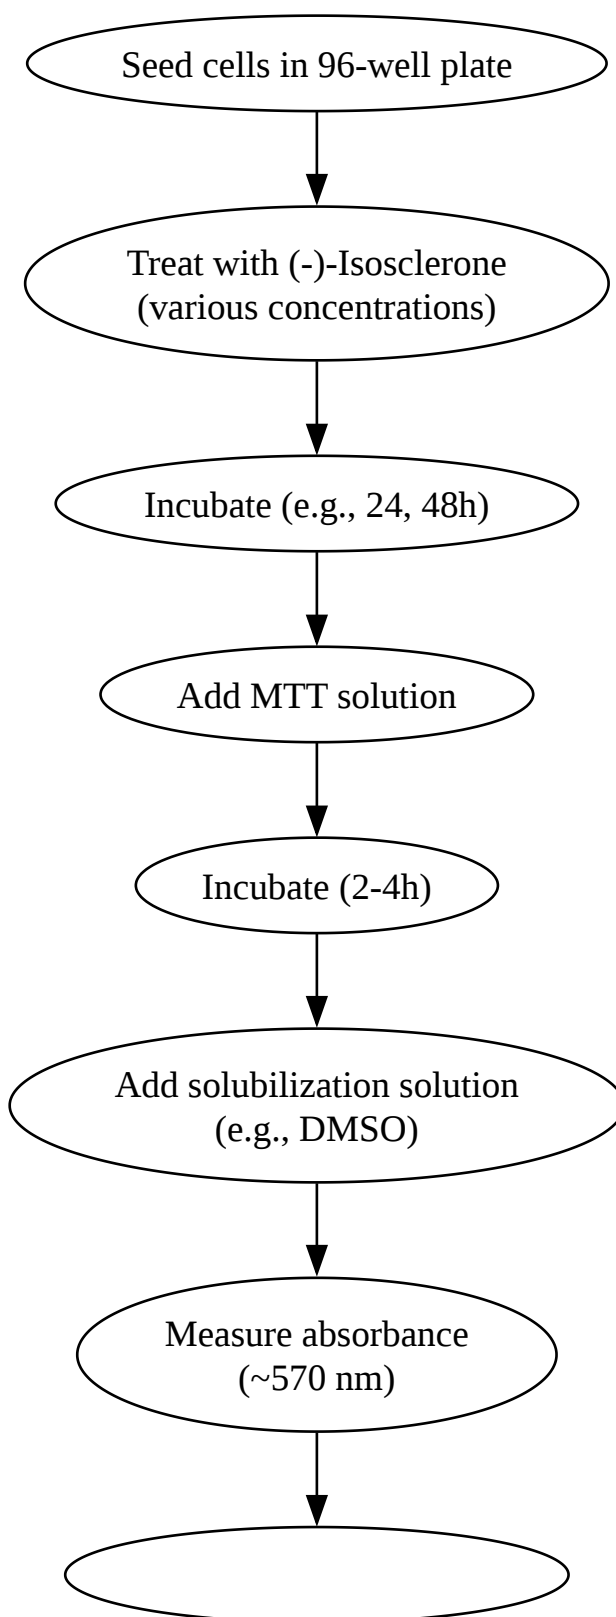 Seed cells in 96-well plate
Treat with (-)-Isosclerone
(various concentrations)
Incubate (e.g., 24, 48h)
Add MTT solution
Incubate (2-4h)
Add solubilization solution
(e.g., DMSO)
Measure absorbance
(~570 nm)